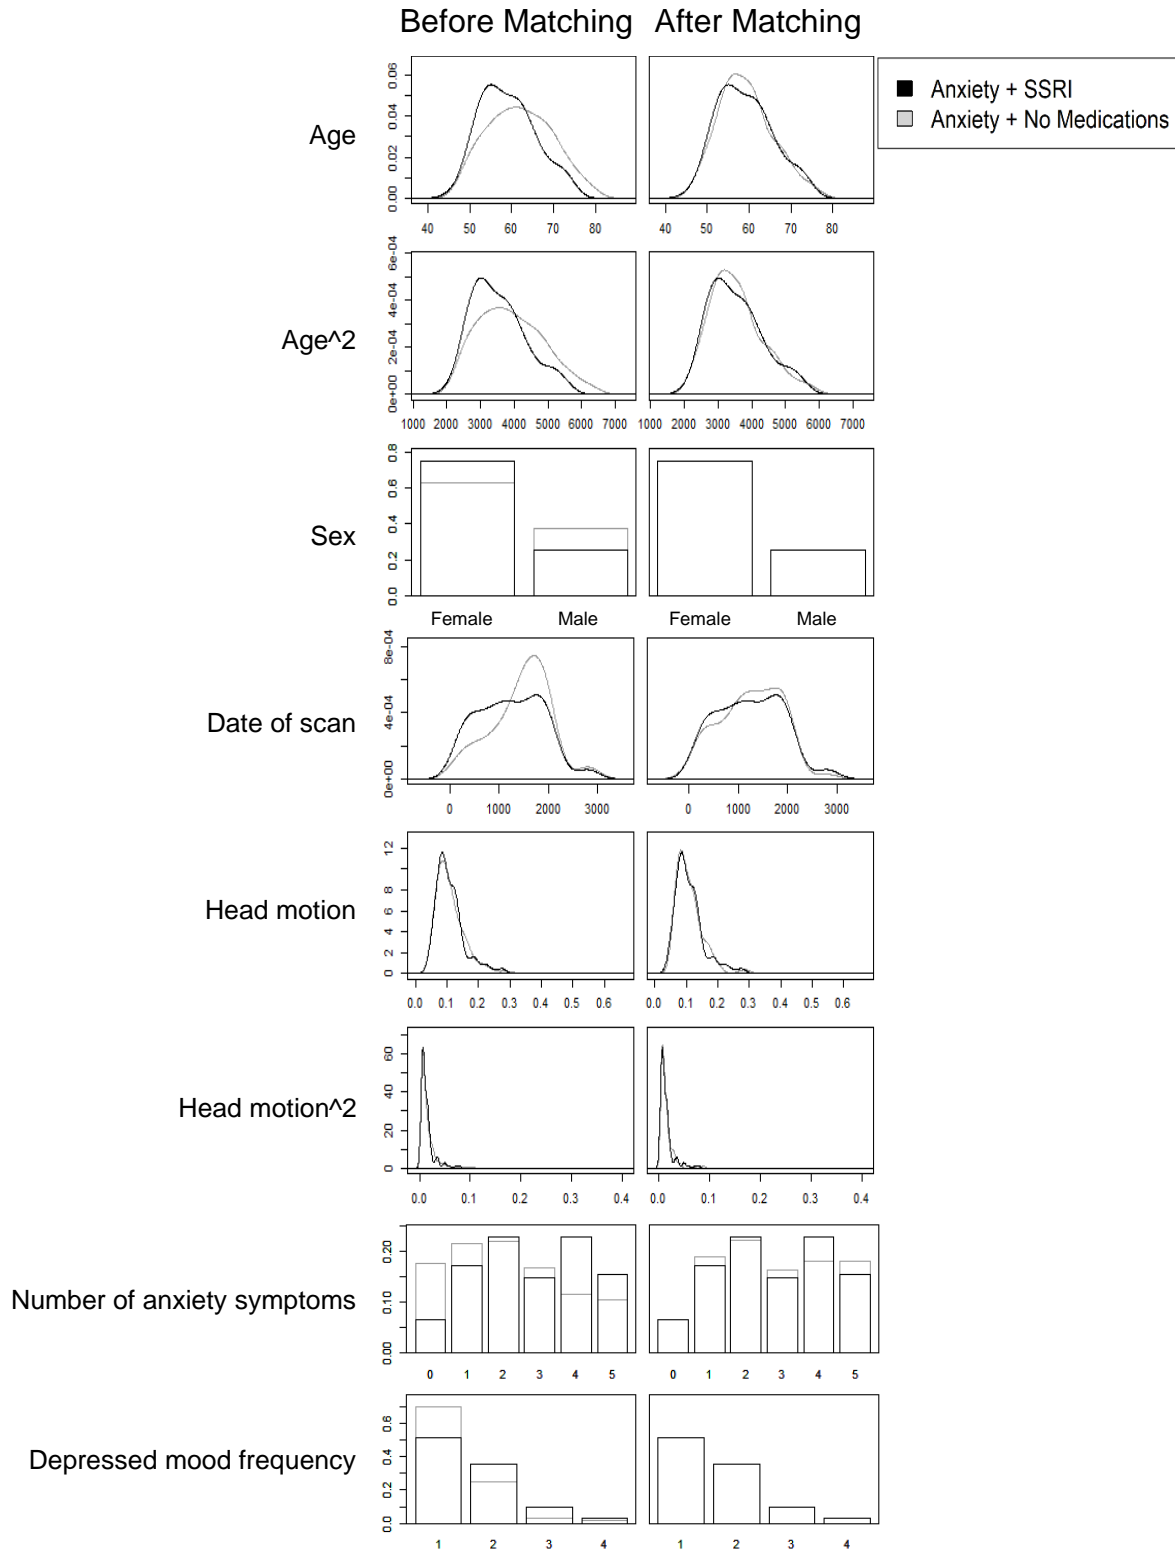 Before Matching After Matching
Anxiety + SSRI
Anxiety + No Medications
Age
0.00 0.02 0.04 0.06
40 50 60 70 80
40 50 60 70 80
Age^2
0e+00 2e-04 4e-04 6e-04
1000 2000 3000 4000 5000 6000 7000
1000 2000 3000 4000 5000 6000 7000
Sex
0.0 0.2 0.4 0.6 0.8
Female Male
Female Male
Date of scan
0e+00 4e-04 8e-04
0 1000 2000 3000
0 1000 2000 3000
Head motion
0 2 4 6 8 12
0.0 0.1 0.2 0.3 0.4 0.5 0.6
0.0 0.1 0.2 0.3 0.4 0.5 0.6
Head motion^2
0 20 40 60
0.0 0.1 0.2 0.3 0.4
0.0 0.1 0.2 0.3 0.4
Number of anxiety symptoms
0.00 0.10 0.20
0 1 2 3 4 5
0 1 2 3 4 5
Depressed mood frequency
0.0 0.2 0.4 0.6
1 2 3 4
1 2 3 4